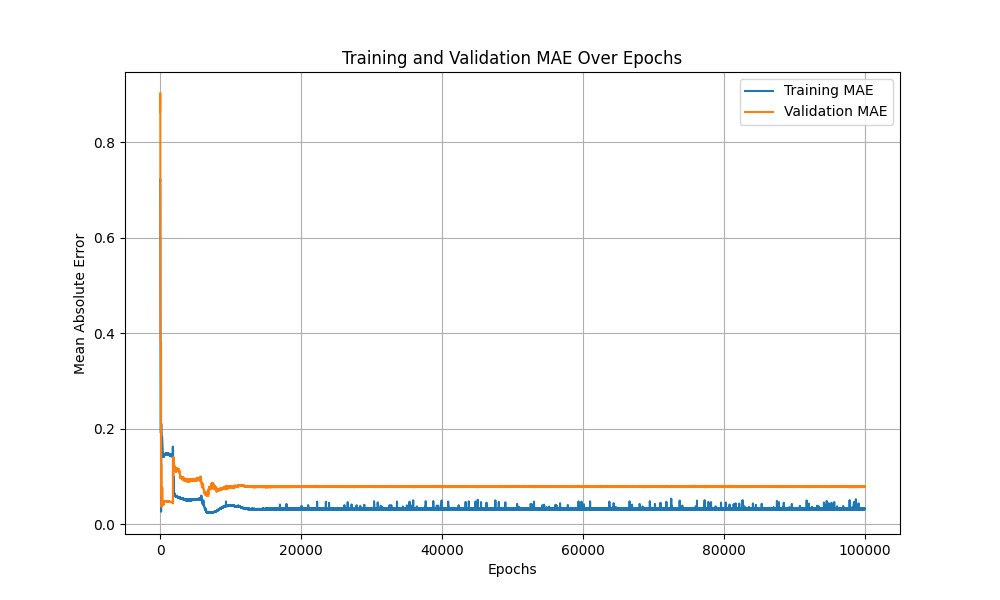 Training and Validation MAE Over Epochs
Training MAE
Validation MAE
Mean Absolute Error
0.8
0.6
0.4
0.2
0.0
0 20000 40000 60000 80000 100000
Epochs